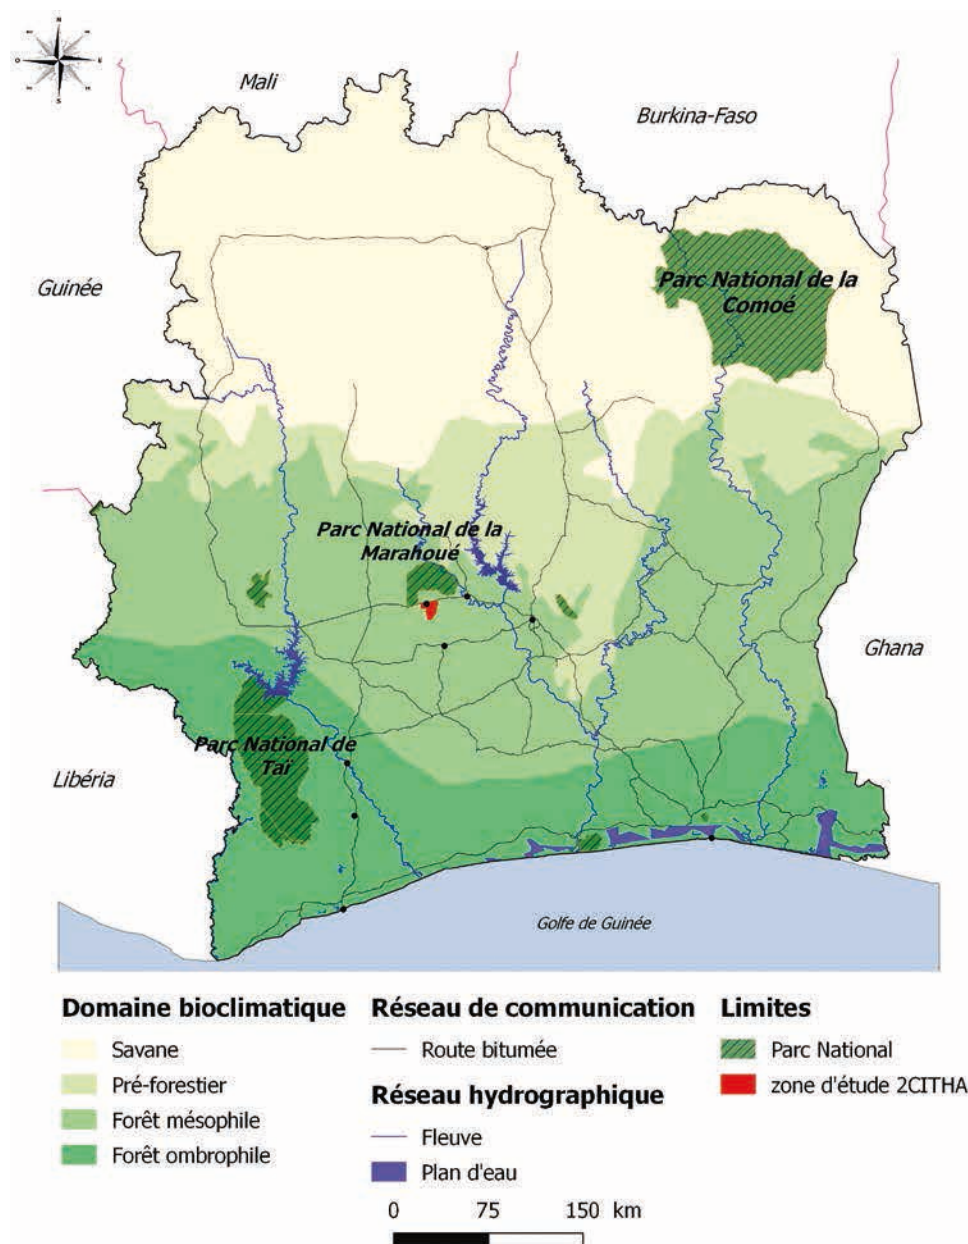 N
O
E
S
Mali
Burkina-Faso
Guinée
Parc National de la
Comoé
Parc National de la
Marahoué
Ghana
Parc National de
Taï
Libéria
Golfe de Guinée
Domaine bioclimatique
Savane
Pré-forestier
Forêt mésophile
Forêt ombrophile
Réseau de communication
Route bitumée
Réseau hydrographique
Fleuve
Plan d'eau
0 75 150 km
Limites
Parc National
zone d'étude 2CITHA